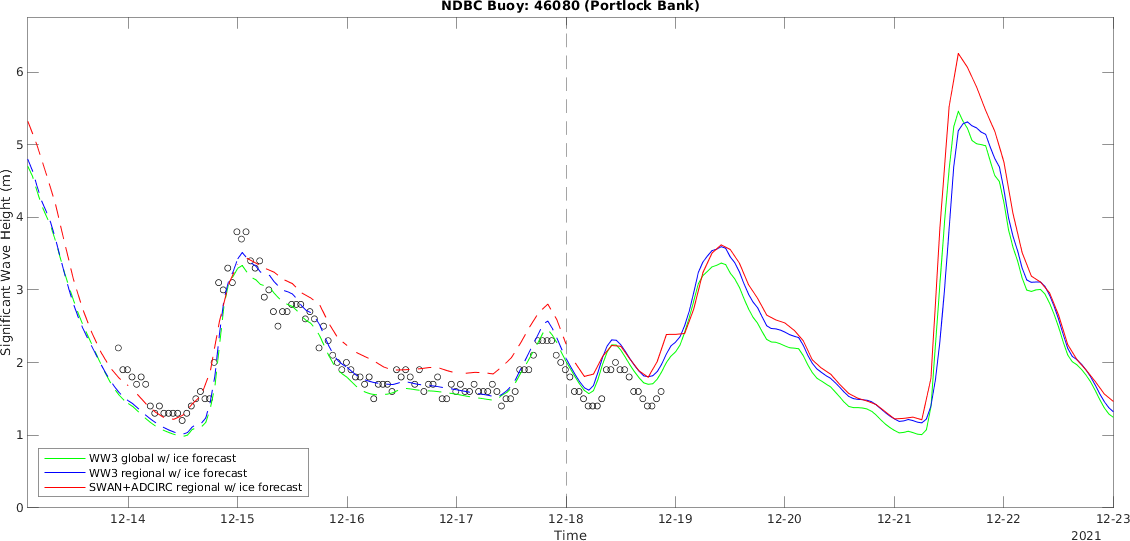 NDBC Buoy: 46080 (Portlock Bank)
Significant Wave Height (m)
6
5
4
3
2
1
0
WW3 global w/ ice forecast
WW3 regional w/ ice forecast
SWAN+ADCIRC regional w/ ice forecast
12-14 12-15 12-16 12-17 12-18 12-19 12-20 12-21 12-22 12-23
Time
2021